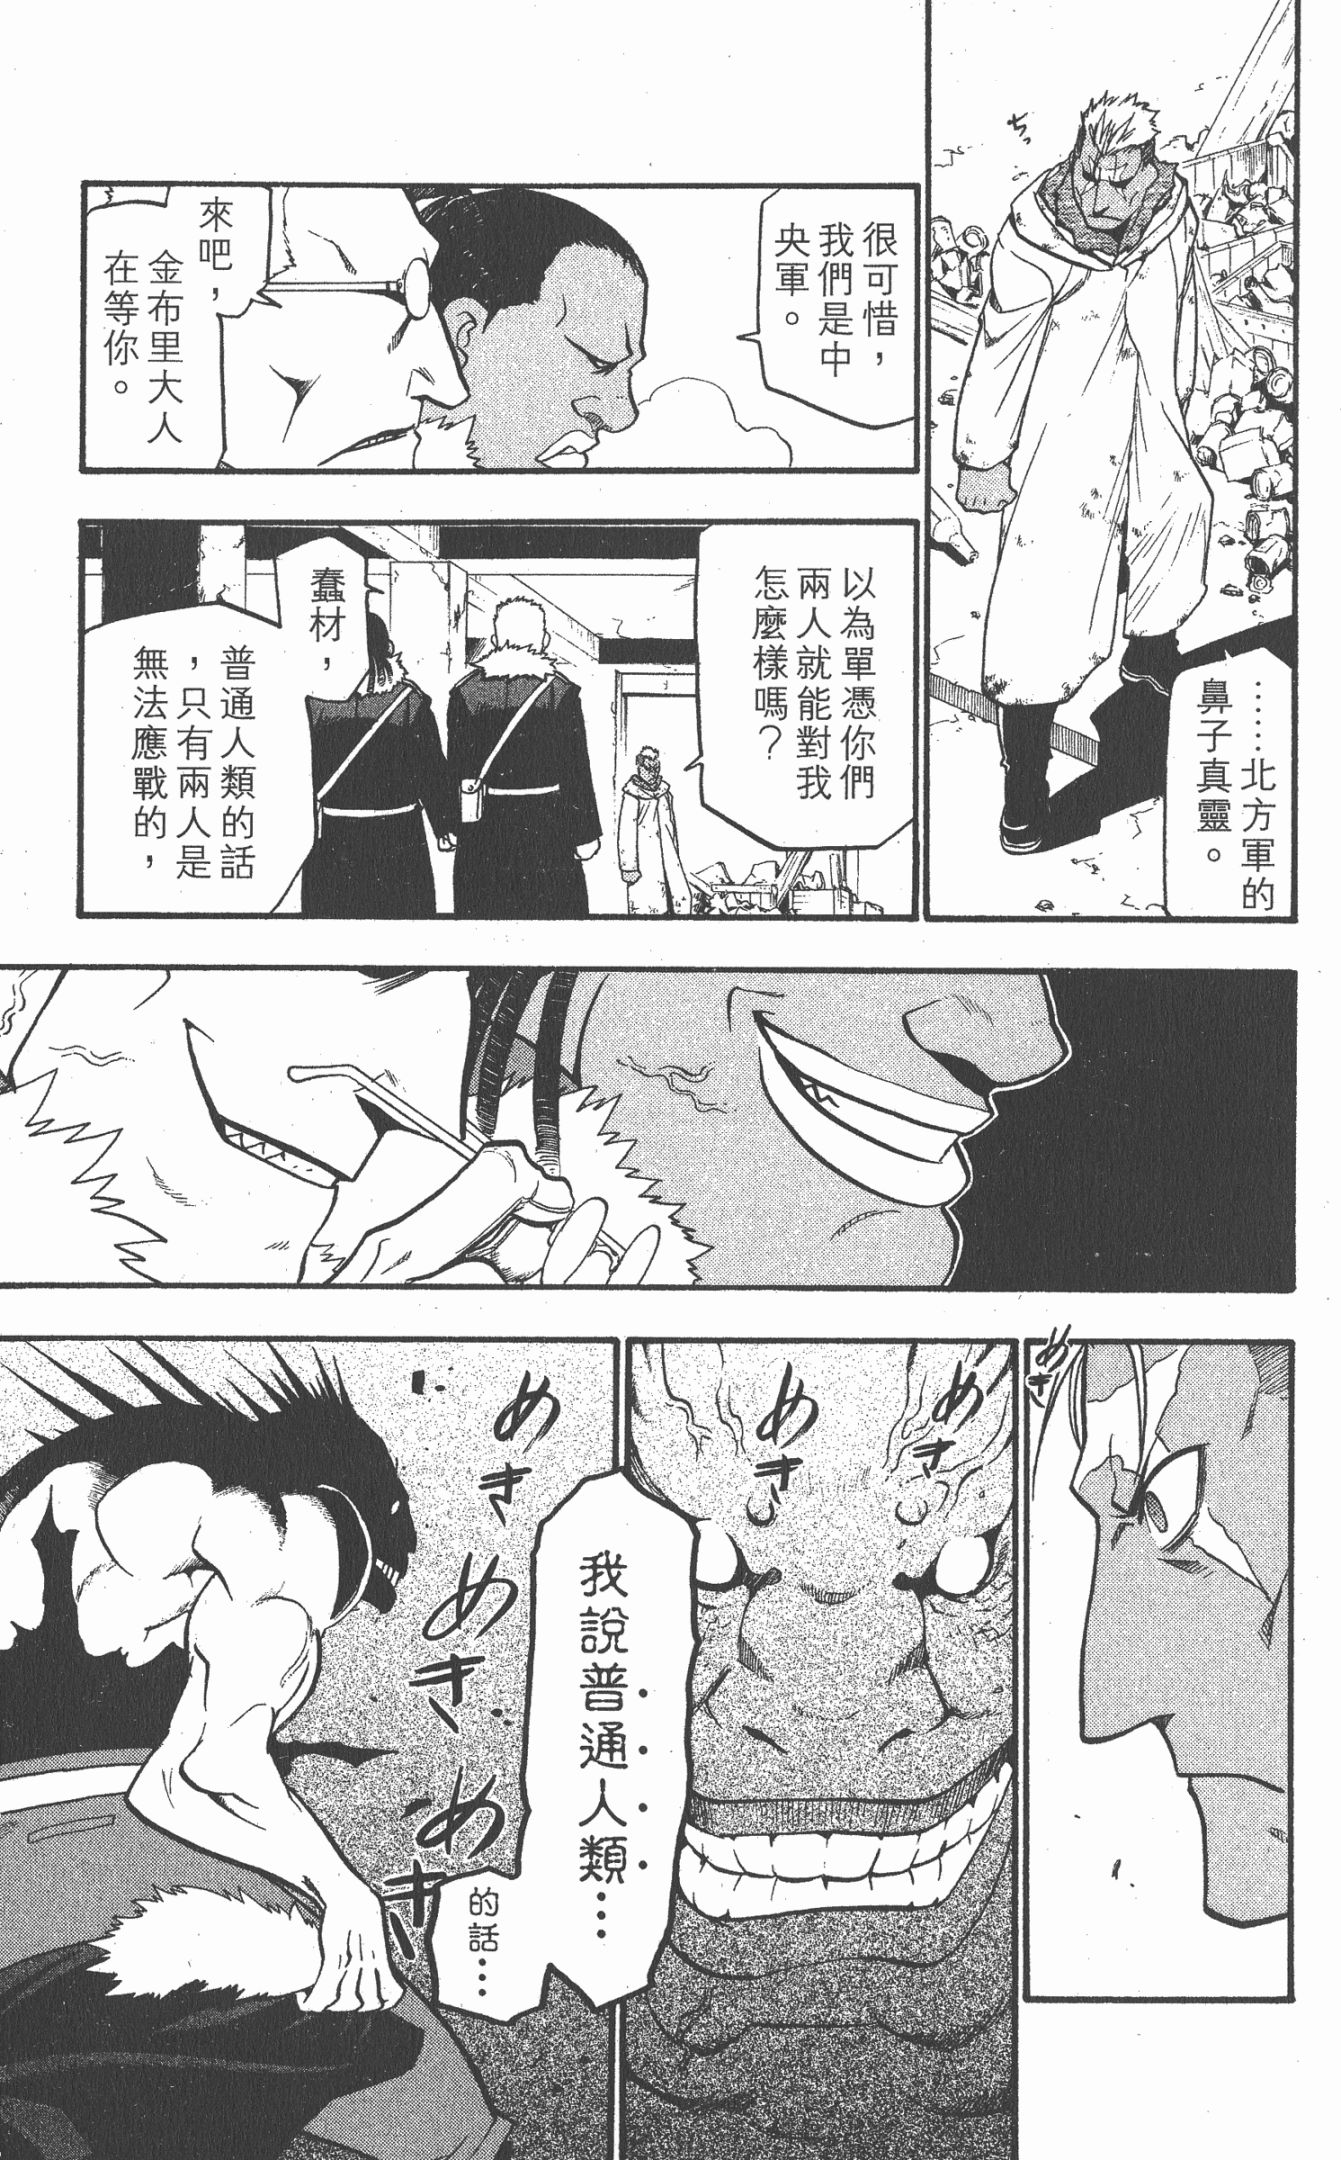 ちっ
……北方軍的
鼻子真靈。
很可惜，
我們是中
央軍。
來吧，
金布里大人
在等你。
以為單憑你們
兩人就能對我
怎麼樣嗎？
蠢材，
普通人類的話
，只有兩人是
無法應戰的，
めき
めき
めき
我說普通人類…
的話…
めき
めき
めき